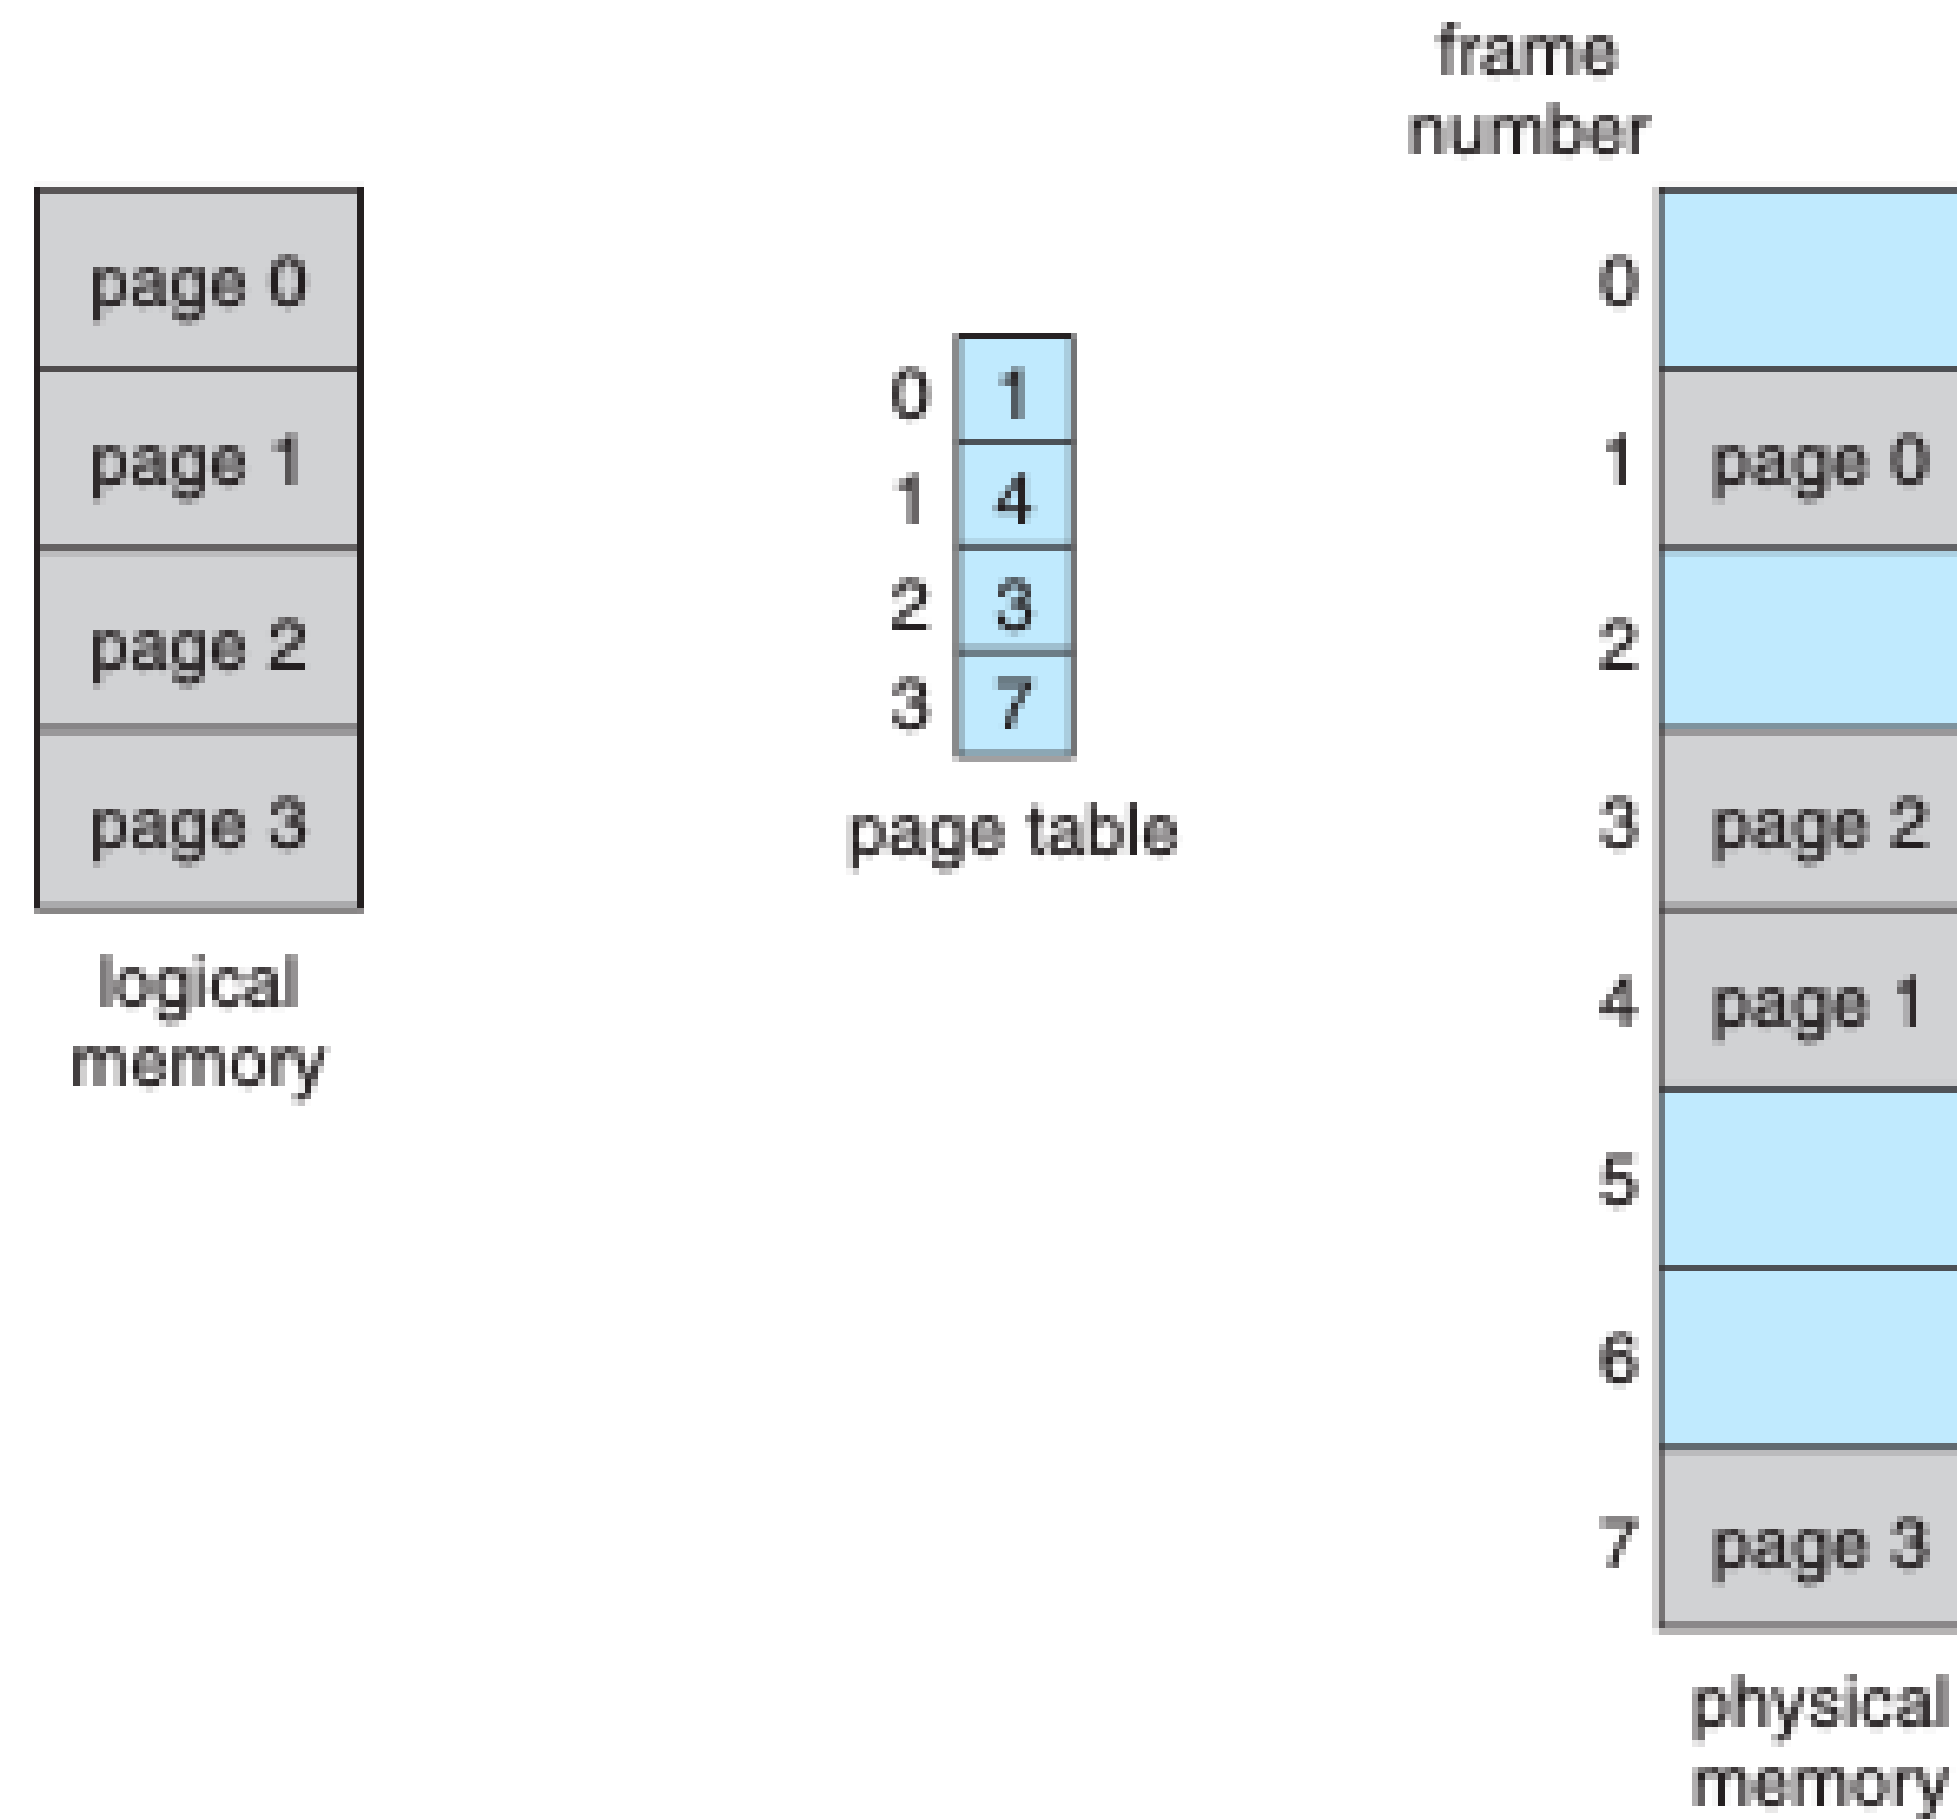 page 0
page 1
page 2
page 3
logical
memory
0 1
1 4
2 3
3 7
page table
frame
number
0
1 page 0
2
3 page 2
4 page 1
5
6
7 page 3
physical
memory